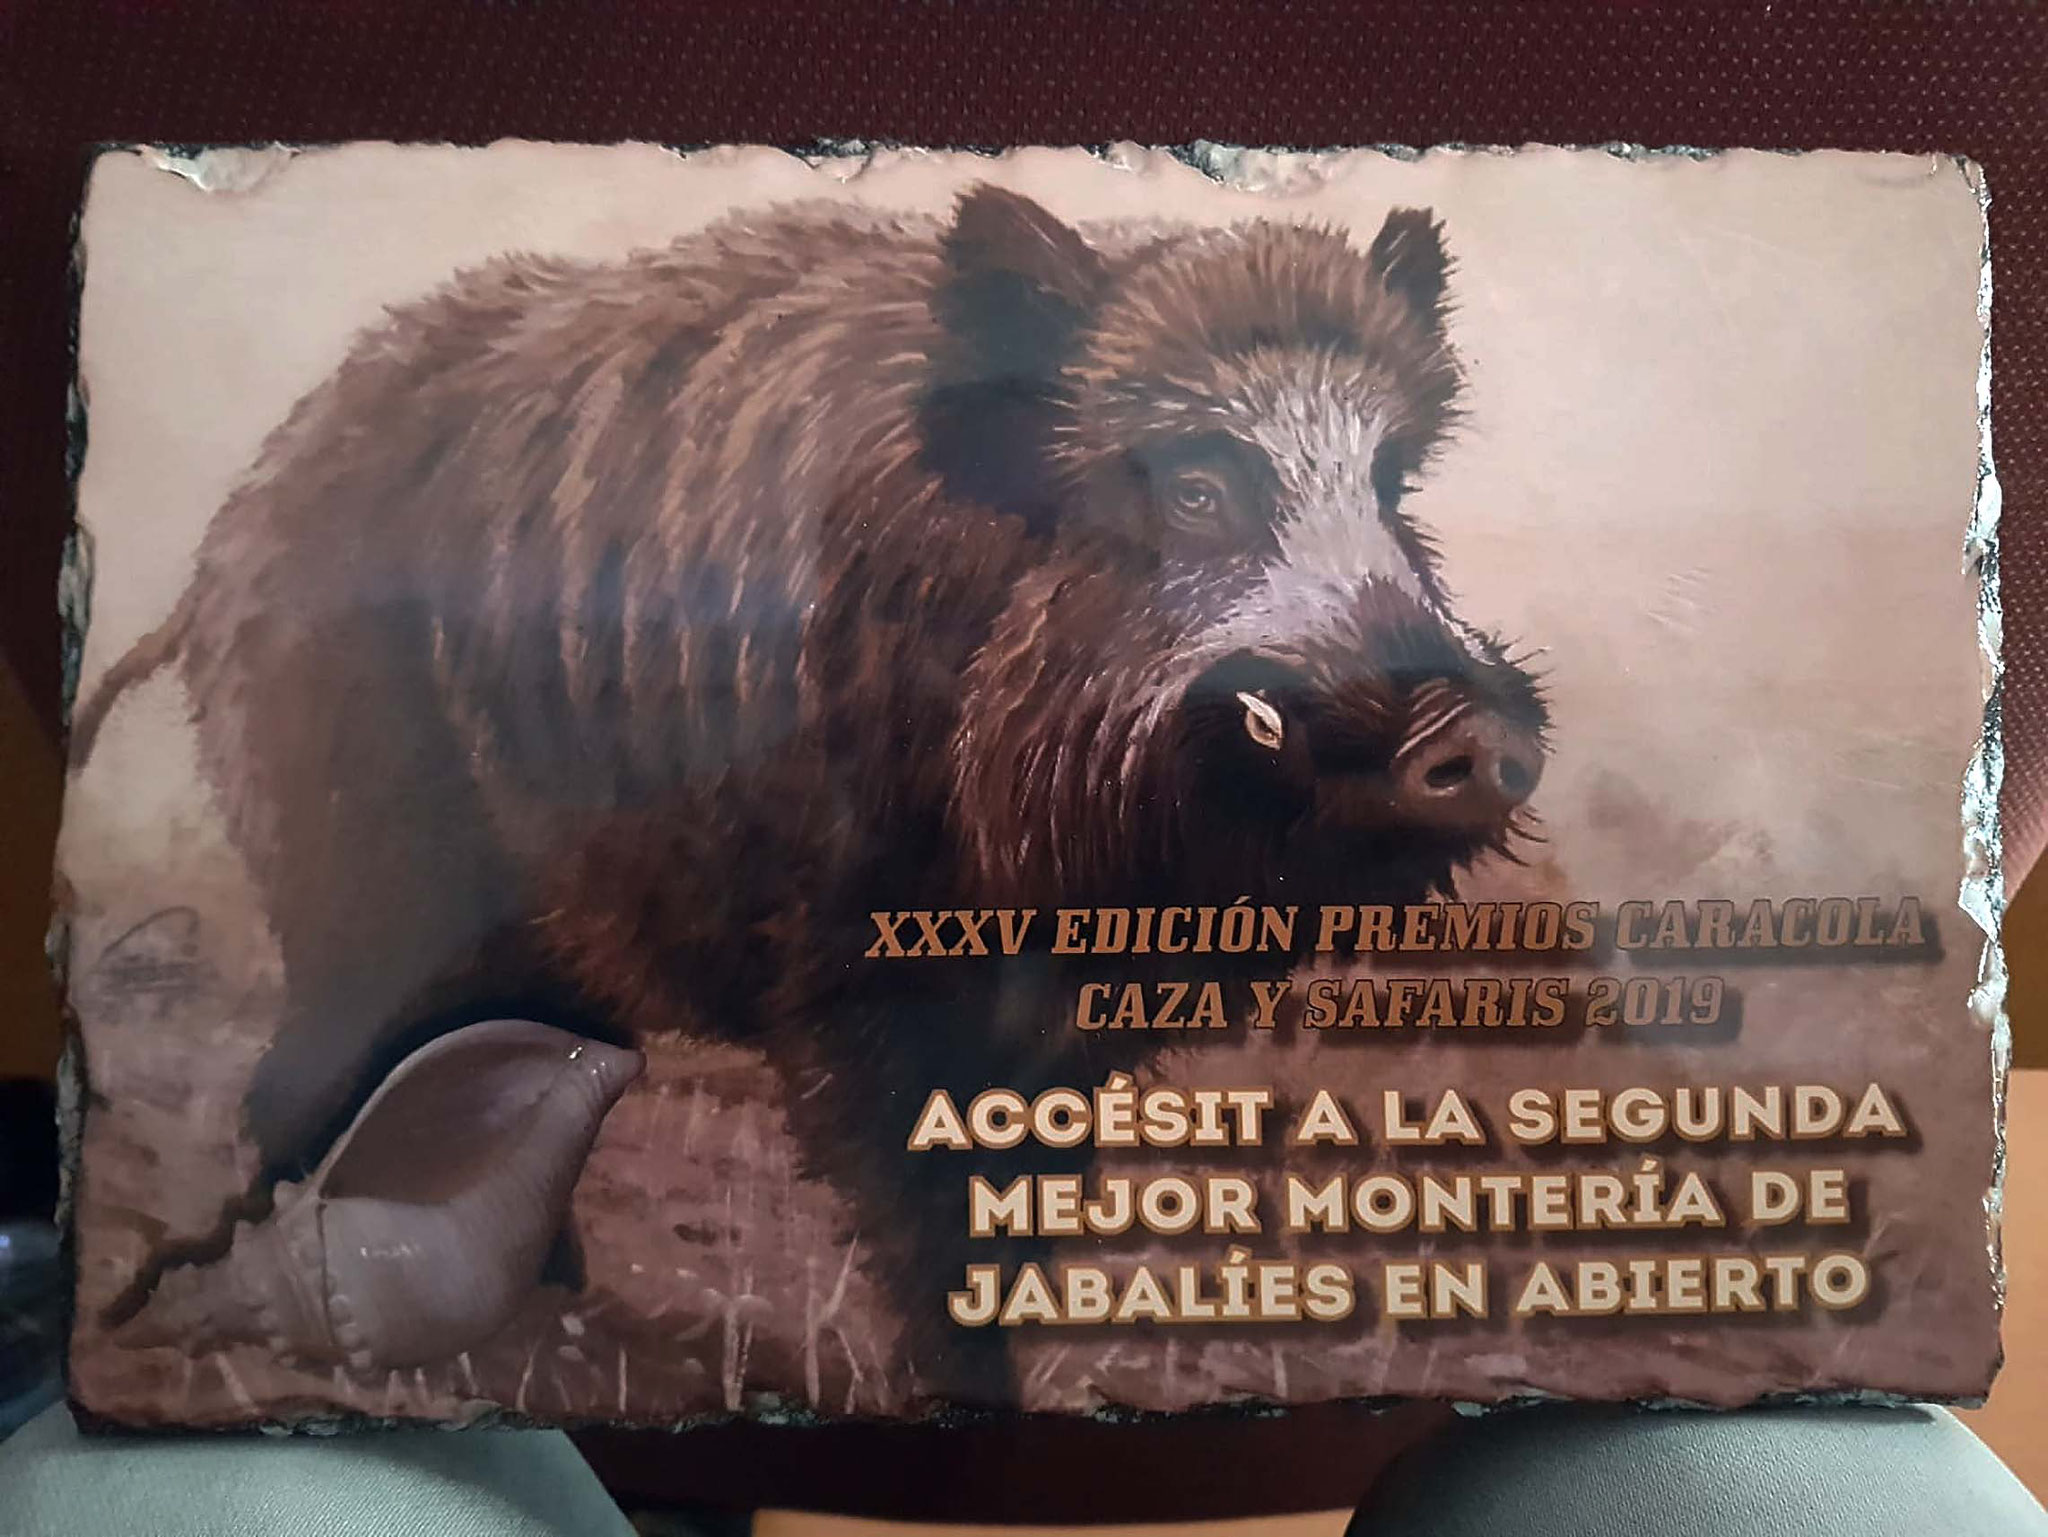 XXXV EDICIÓN PREMIOS CARACOLA
CAZA Y SAFARIS 2019
ACCÉSIT A LA SEGUNDA
MEJOR MONTERÍA DE
JABALÍES EN ABIERTO